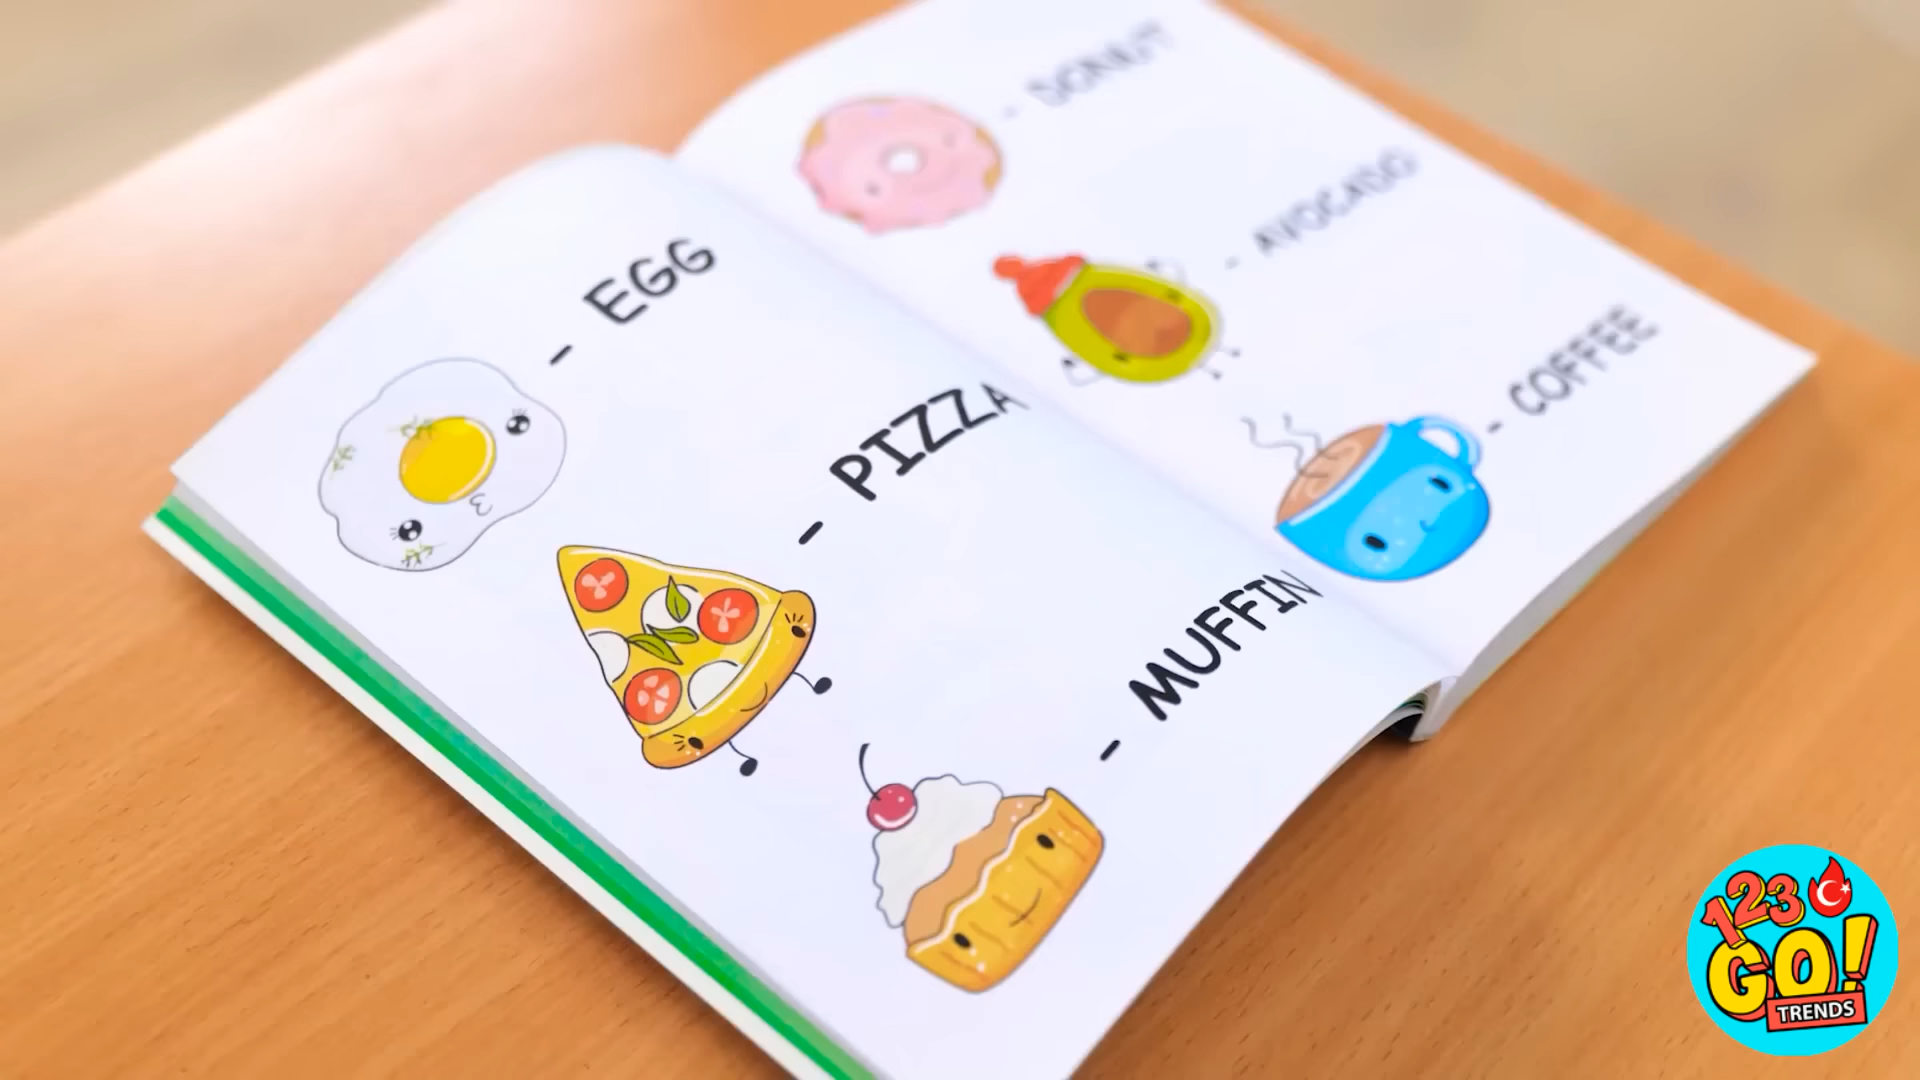 - EGG
- PIZZA
- MUFFIN
- DONUT
- AVOCADO
- COFFEE
123
GO!
TRENDS